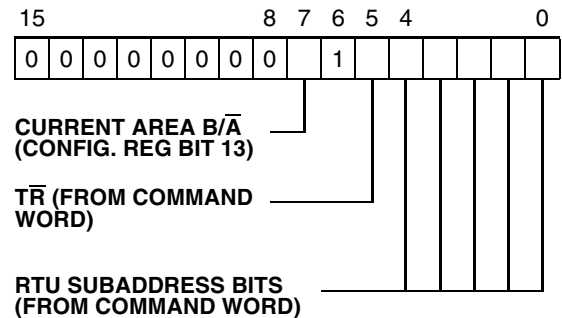 15 8 7 6 5 4 0
0 0 0 0 0 0 0 0 1
CURRENT AREA B/A̅
(CONFIG. REG BIT 13)
TR̅ (FROM COMMAND
WORD)
RTU SUBADDRESS BITS
(FROM COMMAND WORD)